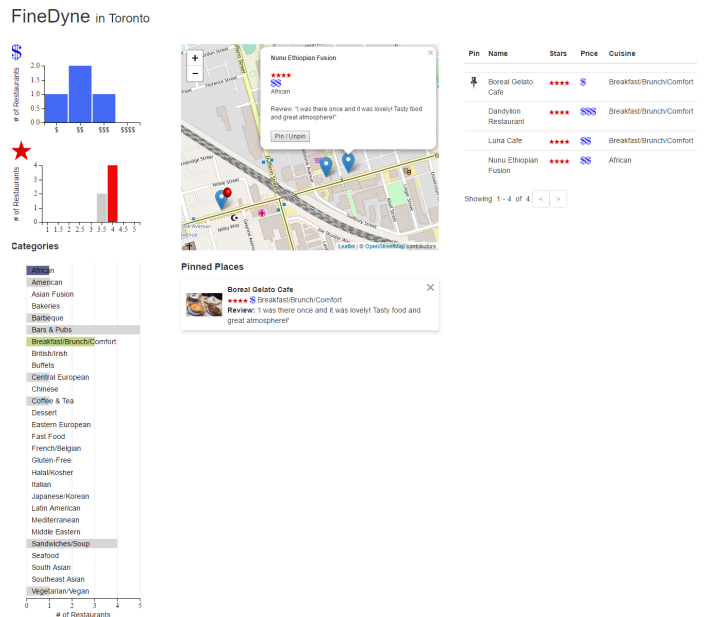 FineDyne in Toronto
$
# of Restaurants
2.0
1.5
1.0
0.5
0.0
$ $$ $$$ $$$$
# of Restaurants
4
3
2
1
0
1 1.5 2 2.5 3 3.5 4 4.5 5
Categories
African
American
Asian Fusion
Bakeries
Barbeque
Bars & Pubs
Breakfast/Brunch/Comfort
British/Irish
Buffets
Central European
Chinese
Coffee & Tea
Dessert
Eastern European
Fast Food
French/Belgian
Gluten-Free
Halal/Kosher
Italian
Japanese/Korean
Latin American
Mediterranean
Middle Eastern
Sandwiches/Soup
Seafood
South Asian
Southeast Asian
Vegetarian/Vegan
0 1 2 3 4 5
# of Restaurants
+
−
Nunu Ethiopian Fusion
×
$$
African
Review: "I was there once and it was lovely! Tasty food
and great atmosphere!"
Pin / Unpin
Florence Street
Noble Street
Milky Way
Sudbury Street
Leaflet | © OpenStreetMap contributors
Pinned Places
Boreal Gelato Cafe
$ Breakfast/Brunch/Comfort
Review: 'I was there once and it was lovely! Tasty food and
great atmosphere!'
Pin Name Stars Price Cuisine
Boreal Gelato
Cafe
$ Breakfast/Brunch/Comfort
Dandylion
Restaurant
$$$ Breakfast/Brunch/Comfort
Luna Cafe $$ Breakfast/Brunch/Comfort
Nunu Ethiopian
Fusion
$$ African
Showing 1 - 4 of 4 < >